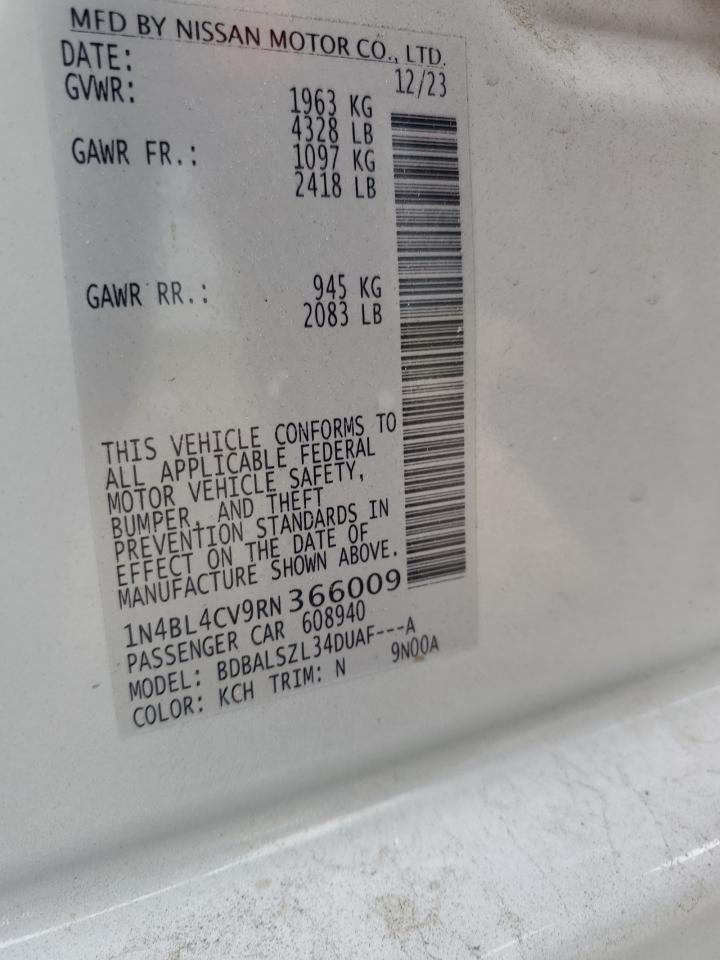 MFD BY NISSAN MOTOR CO., LTD.
DATE: 12/23
GVWR: 1963 KG
4328 LB
GAWR FR.: 1097 KG
2418 LB
GAWR RR.: 945 KG
2083 LB
THIS VEHICLE CONFORMS TO
ALL APPLICABLE FEDERAL
MOTOR VEHICLE SAFETY,
BUMPER, AND THEFT
PREVENTION STANDARDS IN
EFFECT ON THE DATE OF
MANUFACTURE SHOWN ABOVE.
1N4BL4CV9RN366009
PASSENGER CAR 608940
MODEL: BDBALSZL34DUAF---A
COLOR: KCH TRIM: N 9N00A